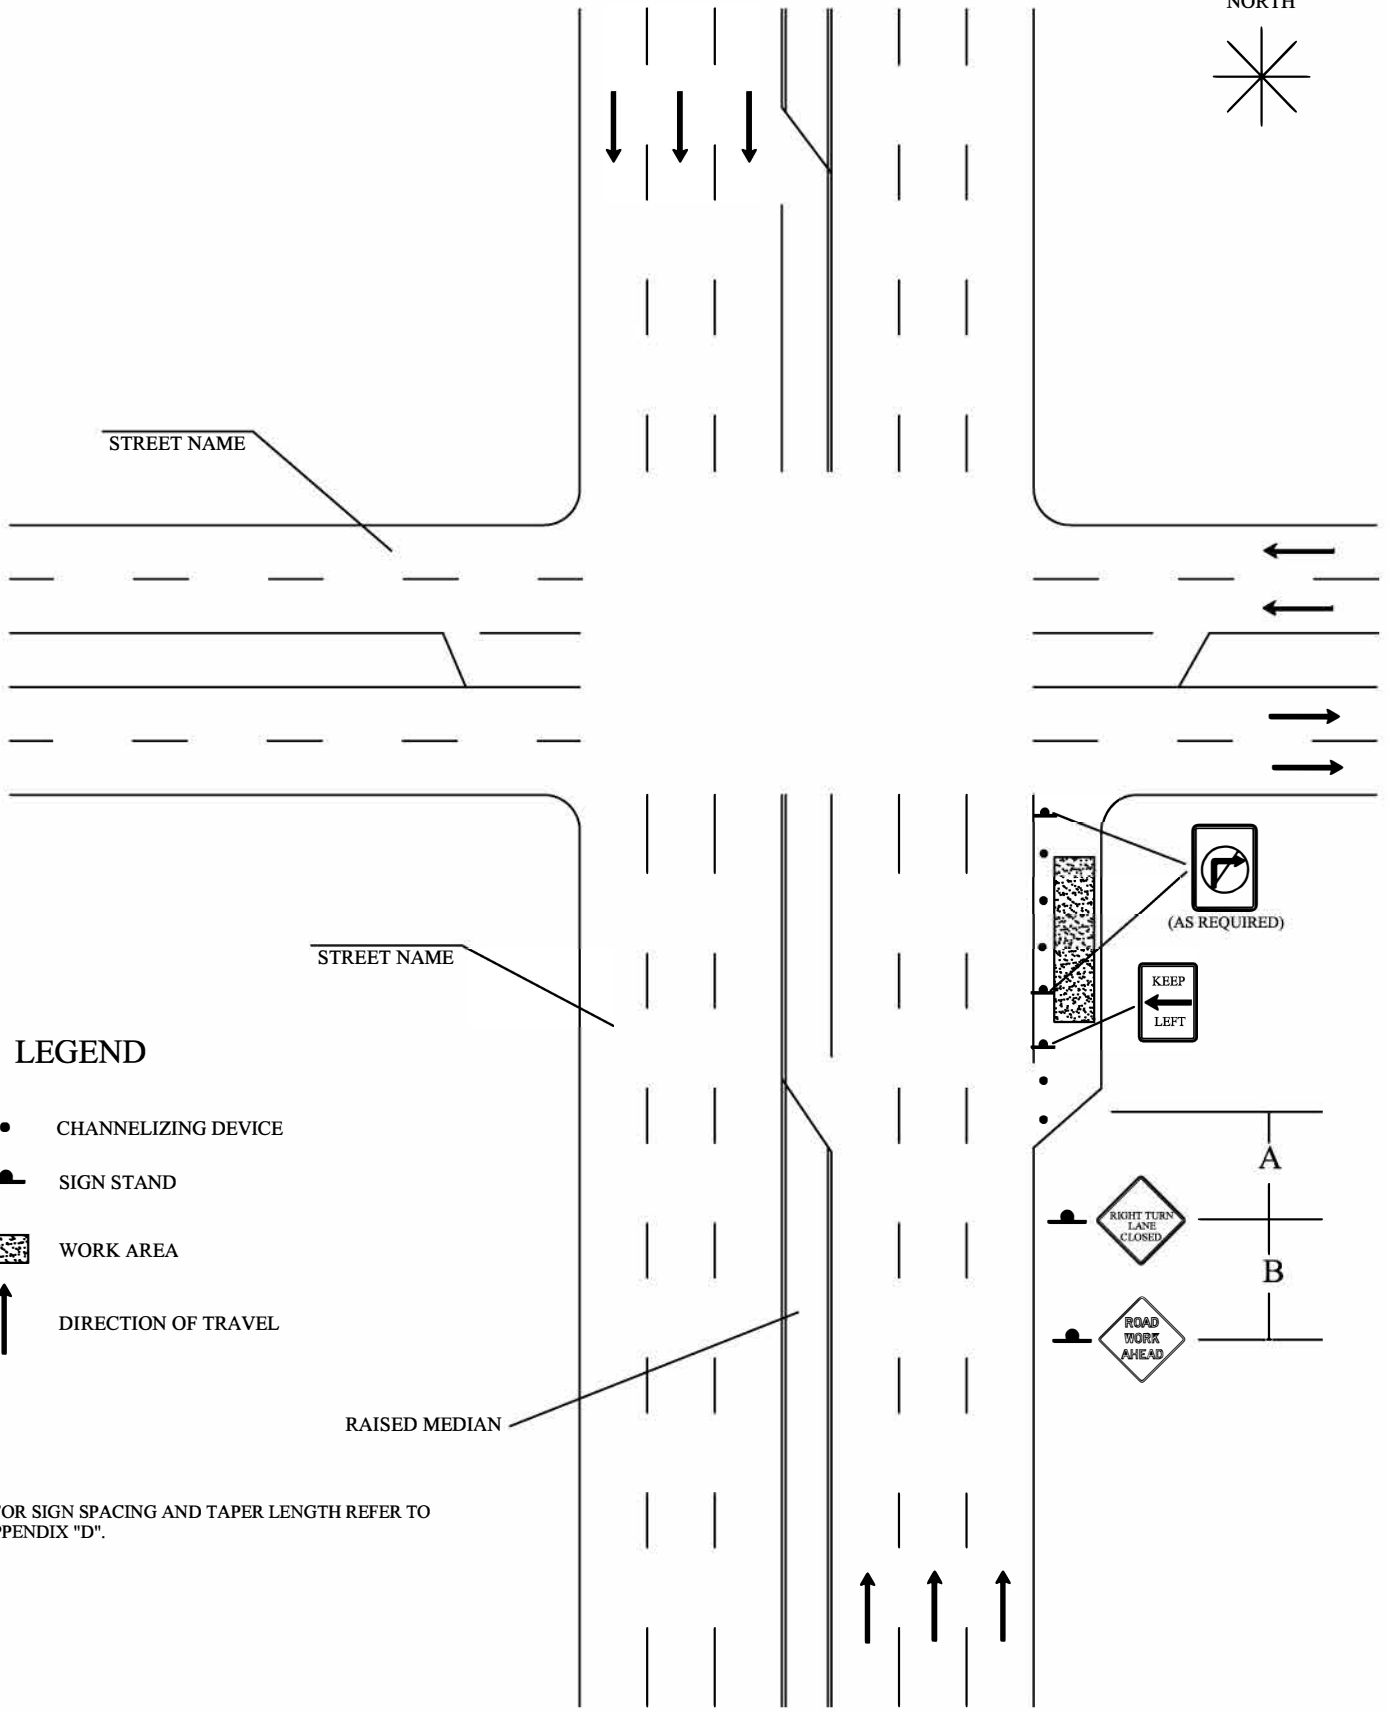 NORTH
STREET NAME
(AS REQUIRED)
STREET NAME
KEEP
LEFT
LEGEND
CHANNELIZING DEVICE
SIGN STAND
WORK AREA
DIRECTION OF TRAVEL
A
RIGHT TURN
LANE
CLOSED
B
ROAD
WORK
AHEAD
RAISED MEDIAN
OR SIGN SPACING AND TAPER LENGTH REFER TO
PPENDIX "D".